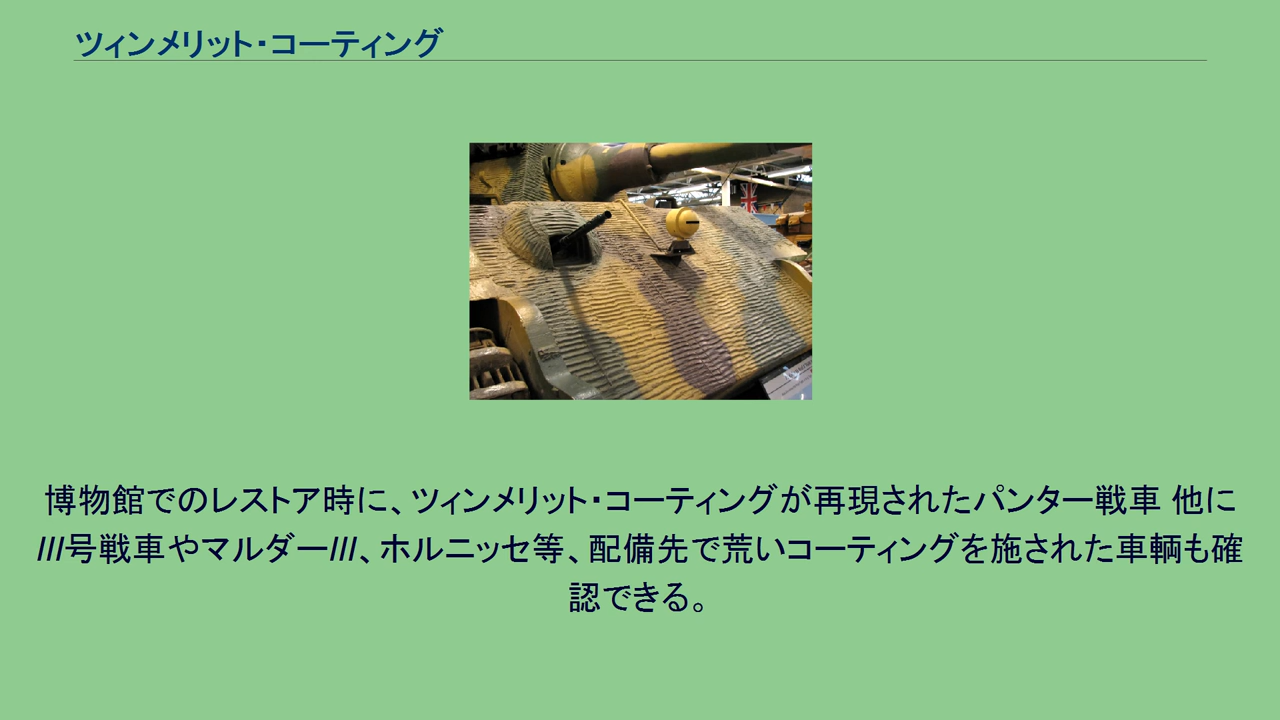 ツィンメリット・コーティング
博物館でのレストア時に、ツィンメリット・コーティングが再現されたパンター戦車 他に
III号戦車やマルダーIII、ホルニッセ等、配備先で荒いコーティングを施された車輌も確
認できる。